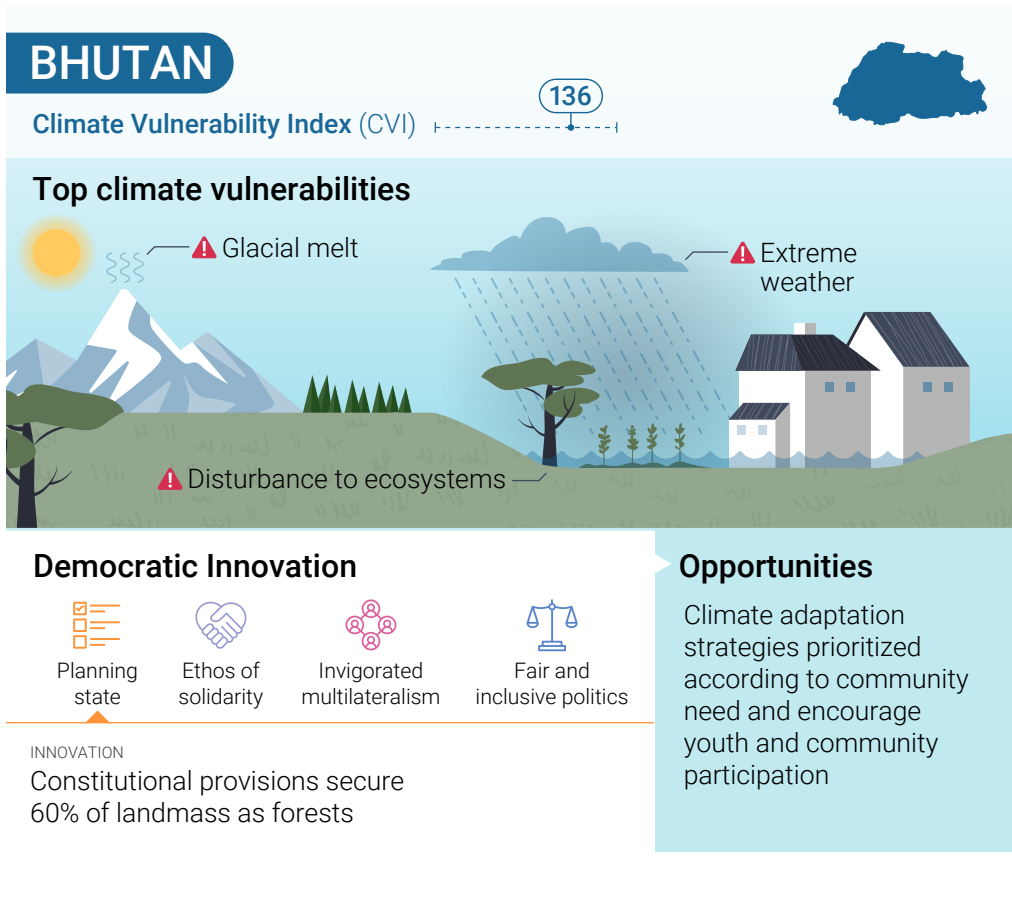 BHUTAN
Climate Vulnerability Index (CVI)
136
Top climate vulnerabilities
Glacial melt
Extreme
weather
Disturbance to ecosystems
Democratic Innovation
Planning
state
Ethos of
solidarity
Invigorated
multilateralism
Fair and
inclusive politics
INNOVATION
Constitutional provisions secure
60% of landmass as forests
Opportunities
Climate adaptation
strategies prioritized
according to community
need and encourage
youth and community
participation